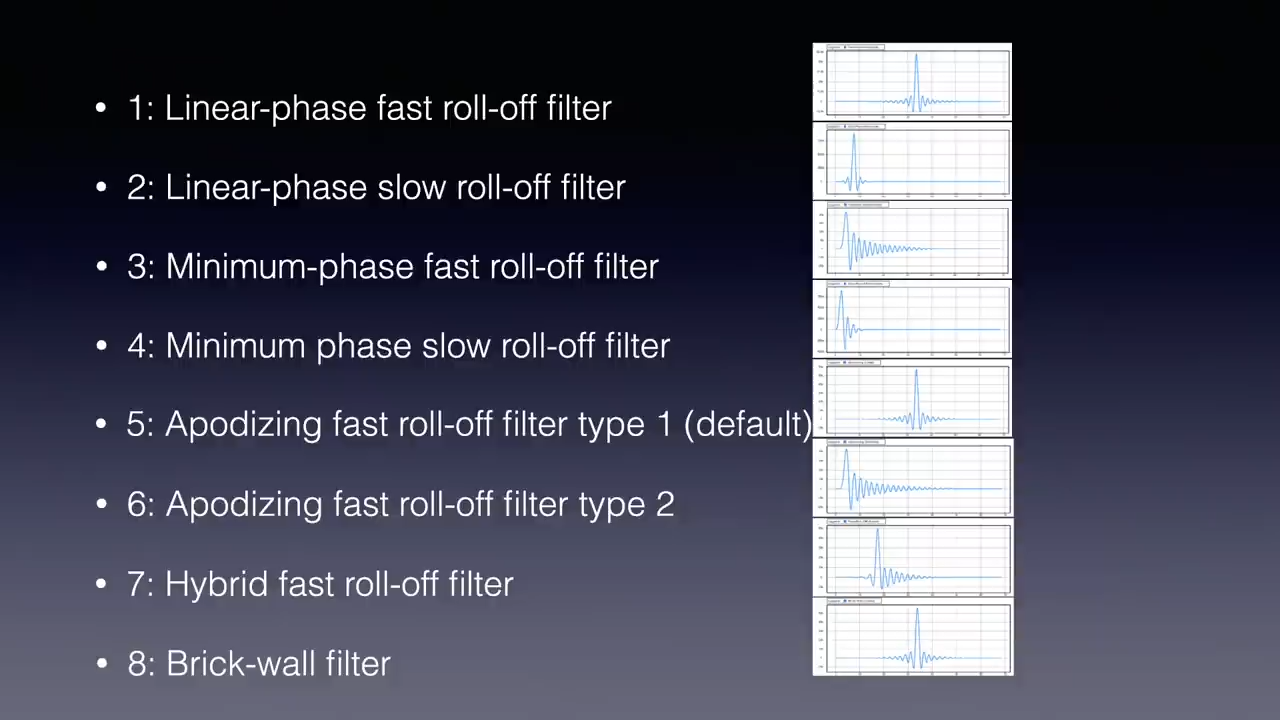 • 1: Linear-phase fast roll-off filter
• 2: Linear-phase slow roll-off filter
• 3: Minimum-phase fast roll-off filter
• 4: Minimum phase slow roll-off filter
• 5: Apodizing fast roll-off filter type 1 (default)
• 6: Apodizing fast roll-off filter type 2
• 7: Hybrid fast roll-off filter
• 8: Brick-wall filter